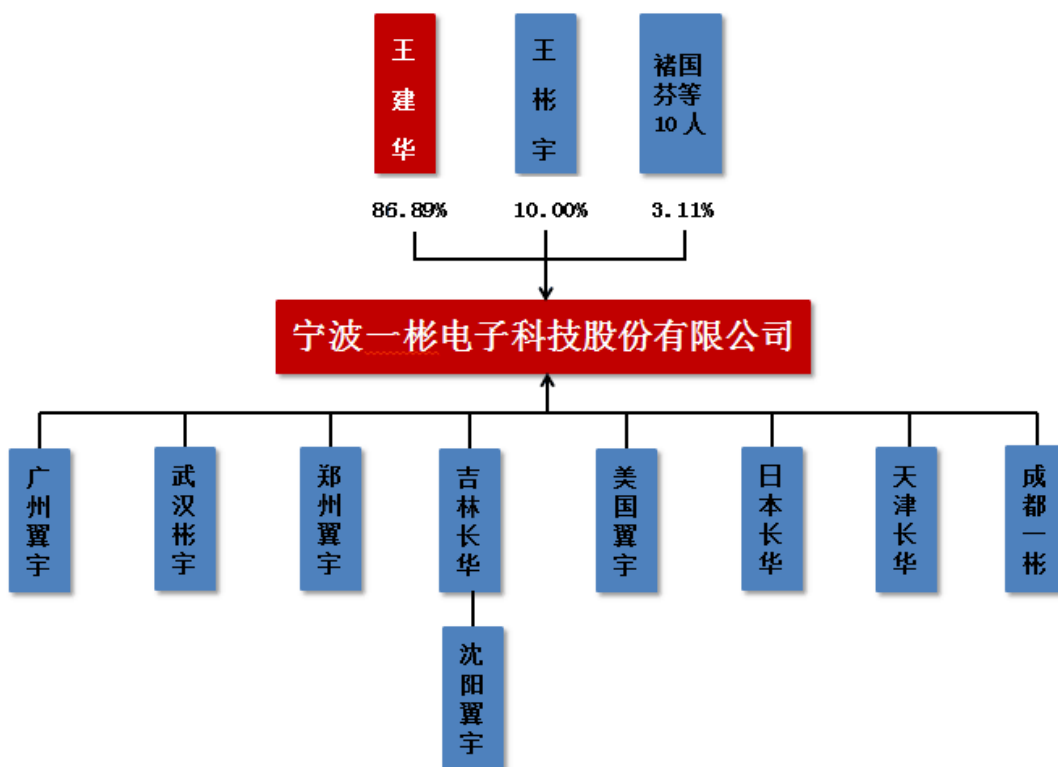 王建华
王彬宇
褚国
芬等
10人
86.89%
10.00%
3.11%
宁波一彬电子科技股份有限公司
广州翼宇
武汉彬宇
郑州翼宇
吉林长华
美国翼宇
日本长华
天津长华
成都一彬
沈阳翼宇